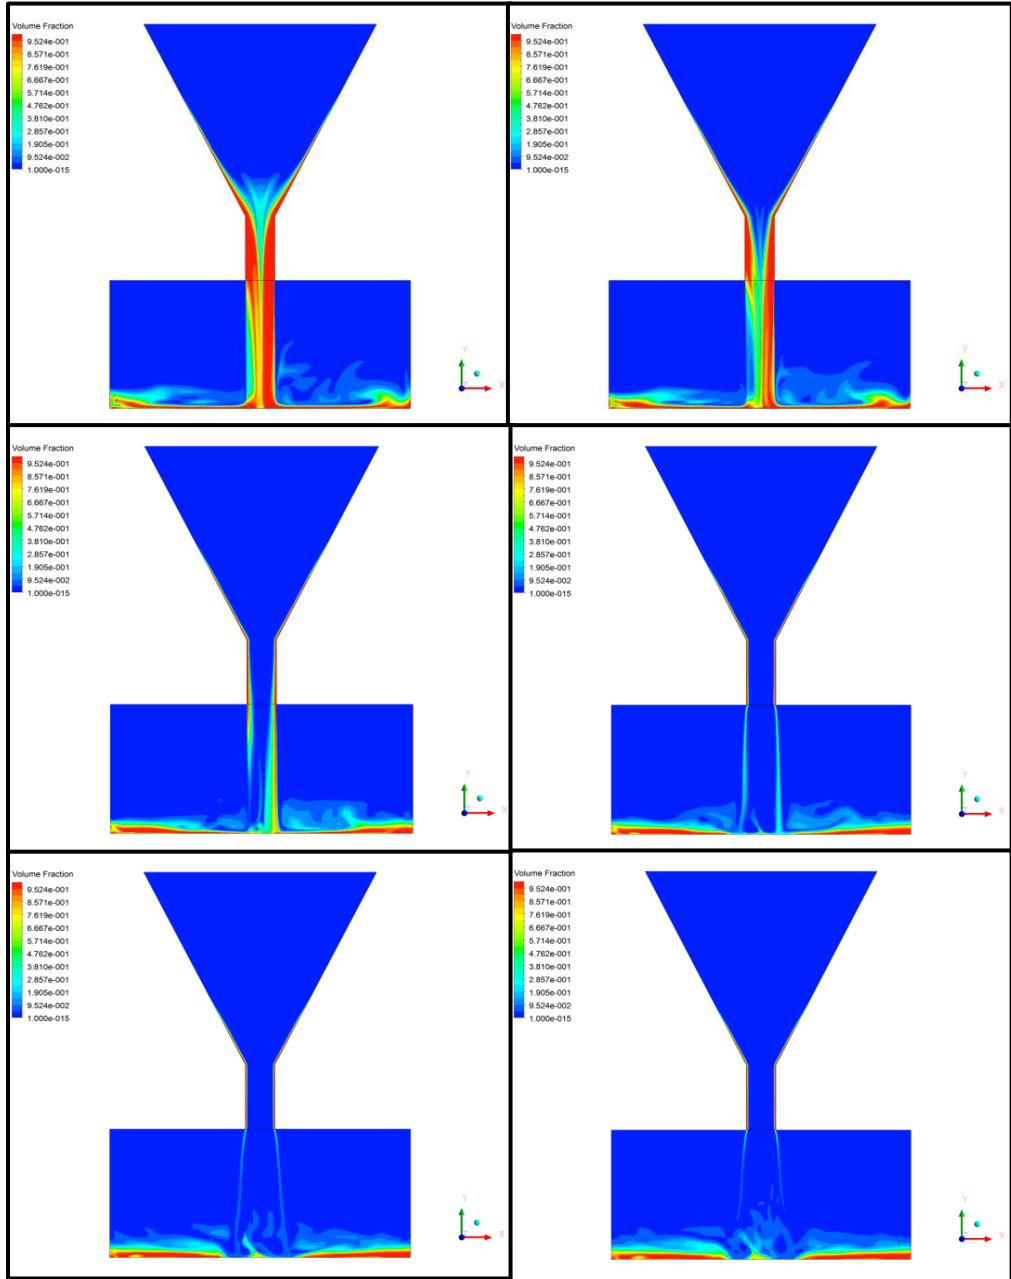 Volume Fraction
9.524e-001
8.571e-001
7.619e-001
6.667e-001
5.714e-001
4.762e-001
3.810e-001
2.857e-001
1.905e-001
9.524e-002
1.000e-015
Y
Z
X
Volume Fraction
9.524e-001
8.571e-001
7.619e-001
6.667e-001
5.714e-001
4.762e-001
3.810e-001
2.857e-001
1.905e-001
9.524e-002
1.000e-015
Y
Z
X
Volume Fraction
9.524e-001
8.571e-001
7.619e-001
6.667e-001
5.714e-001
4.762e-001
3.810e-001
2.857e-001
1.905e-001
9.524e-002
1.000e-015
Y
Z
X
Volume Fraction
9.524e-001
8.571e-001
7.619e-001
6.667e-001
5.714e-001
4.762e-001
3.810e-001
2.857e-001
1.905e-001
9.524e-002
1.000e-015
Y
Z
X
Volume Fraction
9.524e-001
8.571e-001
7.619e-001
6.667e-001
5.714e-001
4.762e-001
3.810e-001
2.857e-001
1.905e-001
9.524e-002
1.000e-015
Y
Z
X
Volume Fraction
9.524e-001
8.571e-001
7.619e-001
6.667e-001
5.714e-001
4.762e-001
3.810e-001
2.857e-001
1.905e-001
9.524e-002
1.000e-015
Y
Z
X